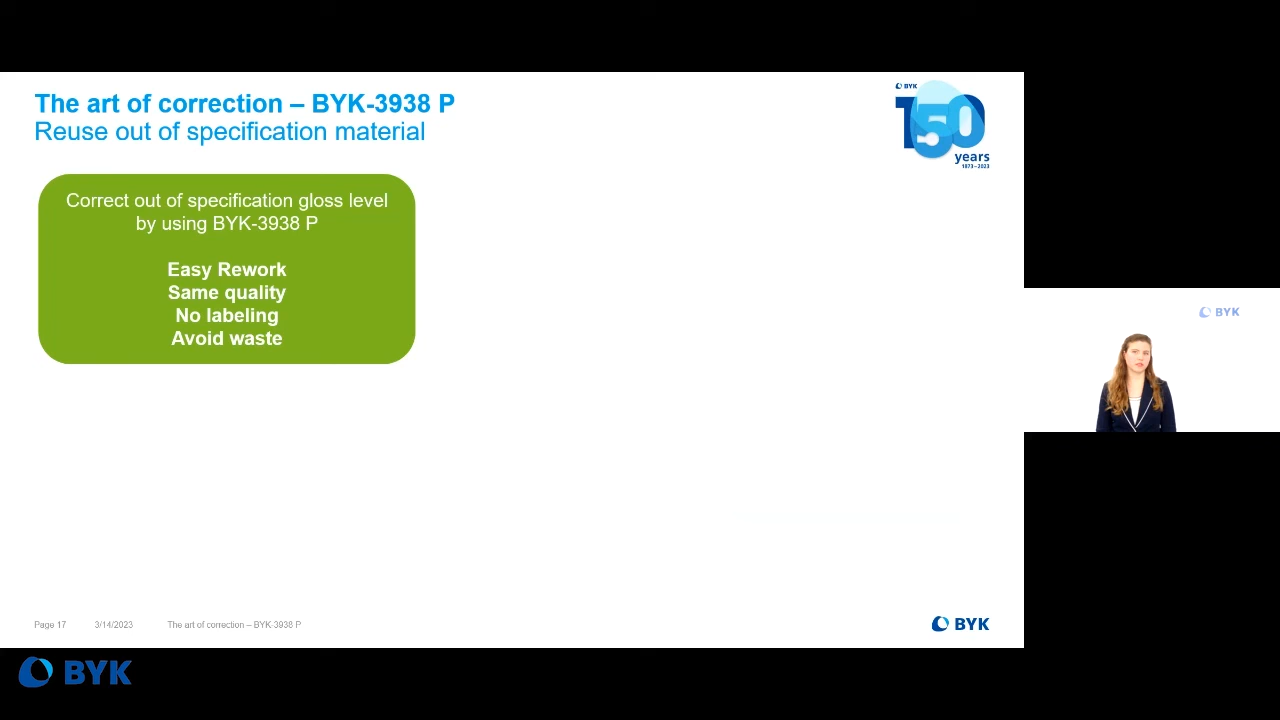 The art of correction – BYK-3938 P
Reuse out of specification material
BYK
150
years
1873–2023
Correct out of specification gloss level
by using BYK-3938 P
Easy Rework
Same quality
No labeling
Avoid waste
BYK
Page 17 3/14/2023 The art of correction – BYK-3938 P
BYK
BYK